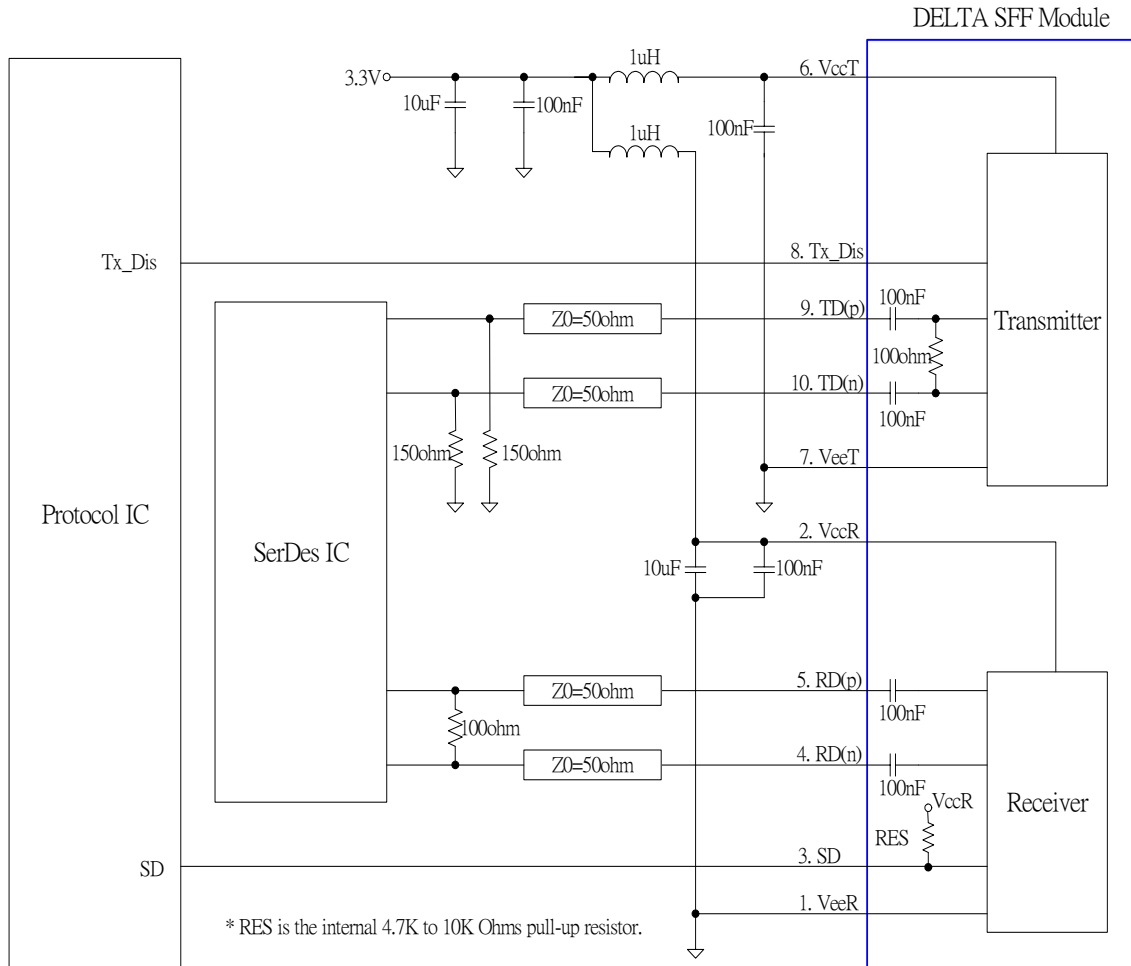 DELTA SFF Module
1uH
6. VccT
3.3V
10uF
100nF
100nF
1uH
Tx_Dis
8. Tx_Dis
100nF
Z0=50ohm
9. TD(p)
Transmitter
100ohm
Z0=50ohm
10. TD(n)
100nF
150ohm
150ohm
7. VeeT
Protocol IC
SerDes IC
2. VccR
10uF
100nF
Z0=50ohm
5. RD(p)
100nF
100ohm
Z0=50ohm
4. RD(n)
100nF
VccR
Receiver
RES
SD
3. SD
1. VeeR
* RES is the internal 4.7K to 10K Ohms pull-up resistor.